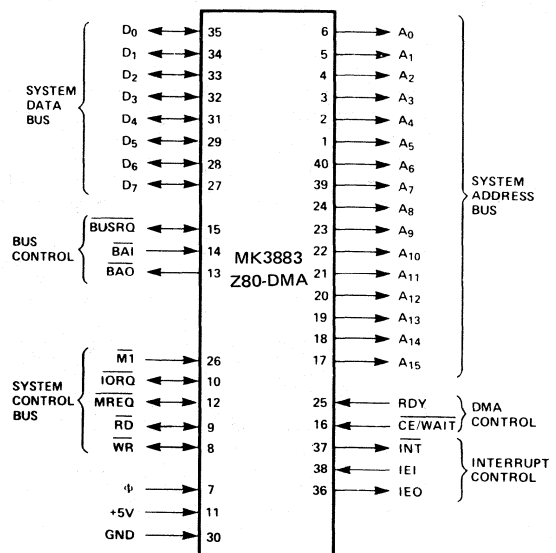 D0 35
D1 34
D2 33
D3 32
D4 31
D5 29
D6 28
D7 27
SYSTEM
DATA
BUS
BUSRQ 15
BAI 14
BAO 13
BUS
CONTROL
M1 26
IORQ 10
MREQ 12
RD 9
WR 8
SYSTEM
CONTROL
BUS
Φ 7
+5V 11
GND 30
MK3883
Z80-DMA
6 A0
5 A1
4 A2
3 A3
2 A4
1 A5
40 A6
39 A7
24 A8
23 A9
22 A10
21 A11
20 A12
19 A13
18 A14
17 A15
SYSTEM
ADDRESS
BUS
25 RDY
16 CE/WAIT
DMA
CONTROL
37 INT
38 IEI
36 IEO
INTERRUPT
CONTROL